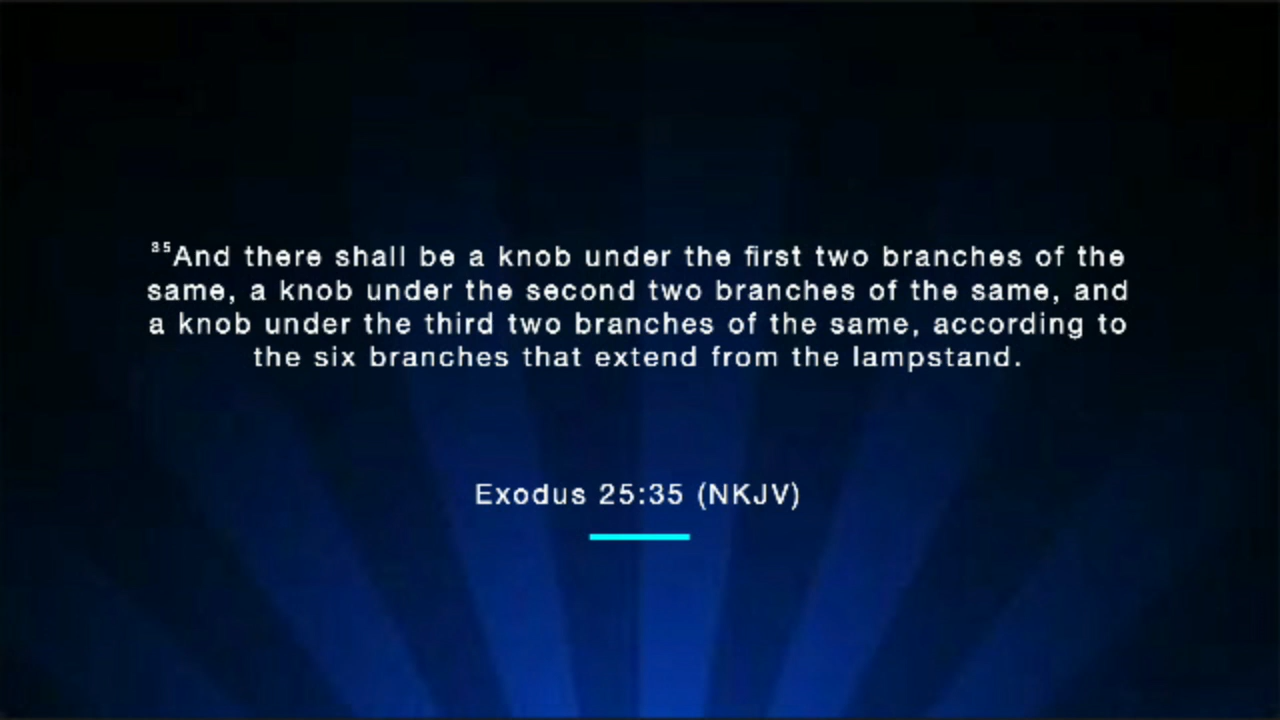 ³⁵And there shall be a knob under the first two branches of the
same, a knob under the second two branches of the same, and
a knob under the third two branches of the same, according to
the six branches that extend from the lampstand.
Exodus 25:35 (NKJV)